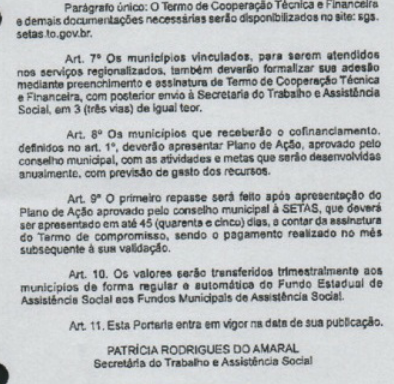 Parágrafo único: O Termo de Cooperação Técnica e Financeira
e demais documentações necessárias serão disponibilizados no site: sgs.
setas.to.gov.br.
Art. 7º Os municípios vinculados, para serem atendidos
nos serviços regionalizados, também deverão formalizar sua adesão
mediante preenchimento e assinatura de Termo de Cooperação Técnica
e Financeira, com posterior envio à Secretaria do Trabalho e Assistência
Social, em 3 (três vias) de igual teor.
Art. 8º Os municípios que receberão o cofinanciamento,
definidos no art. 1º, deverão apresentar Plano de Ação, aprovado pelo
conselho municipal, com as atividades e metas que serão desenvolvidas
anualmente, com previsão de gasto dos recursos.
Art. 9º O primeiro repasse será feito após apresentação do
Plano de Ação aprovado pelo conselho municipal à SETAS, que deverá
ser apresentado em até 45 (quarenta e cinco) dias, a contar da assinatura
do Termo de compromisso, sendo o pagamento realizado no mês
subsequente à sua validação.
Art. 10. Os valores serão transferidos trimestralmente aos
municípios de forma regular e automática do Fundo Estadual de
Assistência Social aos Fundos Municipais de Assistência Social.
Art. 11. Esta Portaria entra em vigor na data de sua publicação.
PATRÍCIA RODRIGUES DO AMARAL
Secretária do Trabalho e Assistência Social